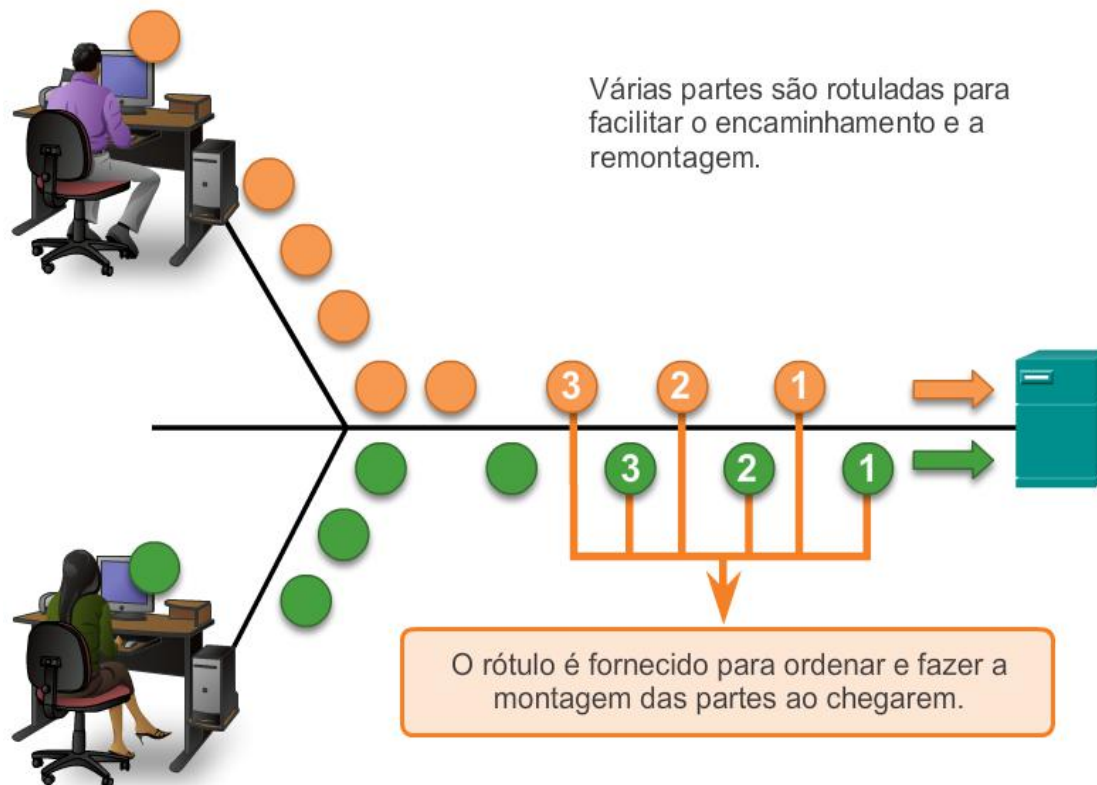 Várias partes são rotuladas para
facilitar o encaminhamento e a
remontagem.
3
2
1
3
2
1
O rótulo é fornecido para ordenar e fazer a
montagem das partes ao chegarem.